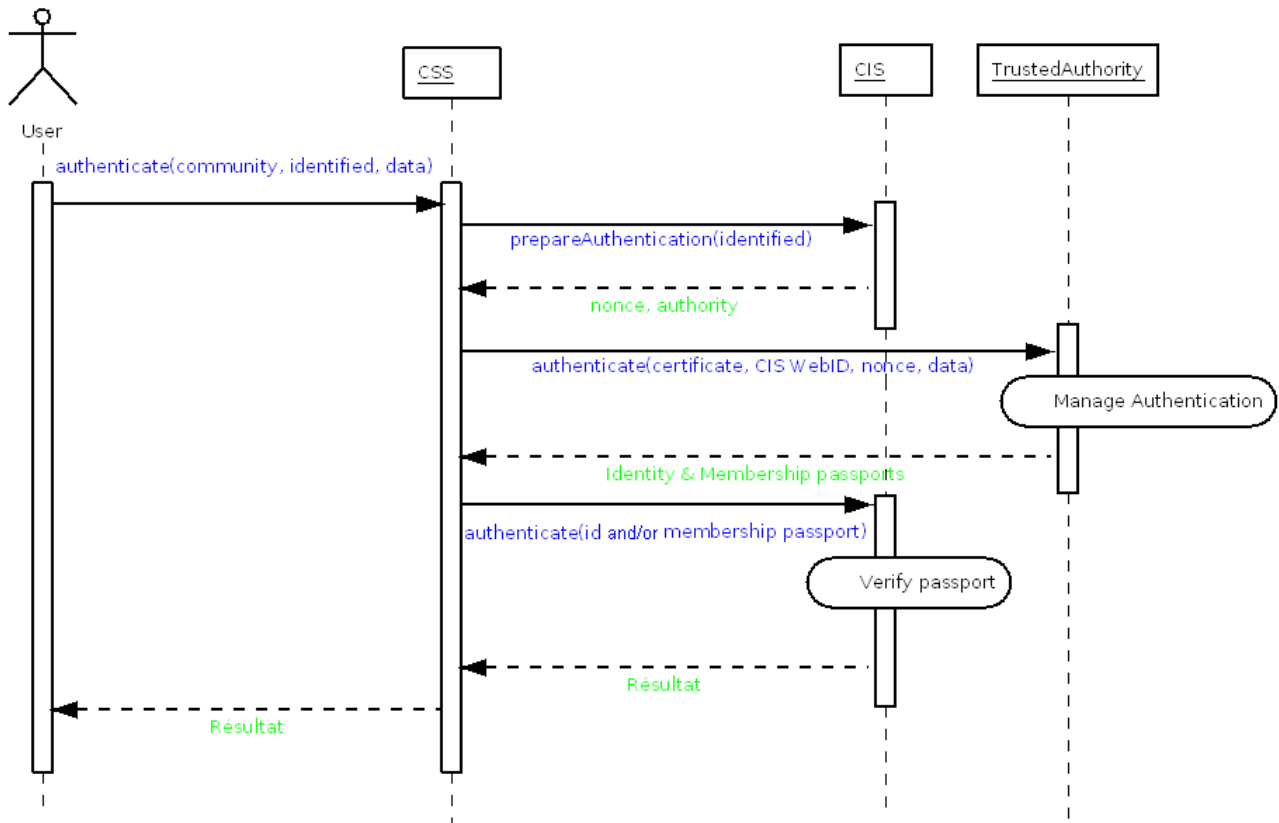 CSS
CIS
TrustedAuthority
User
authenticate(community, identified, data)
prepareAuthentication(identified)
nonce, authority
authenticate(certificate, CIS WebID, nonce, data)
Manage Authentication
Identity & Membership passports
authenticate(id and/or membership passport)
Verify passport
Résultat
Résultat